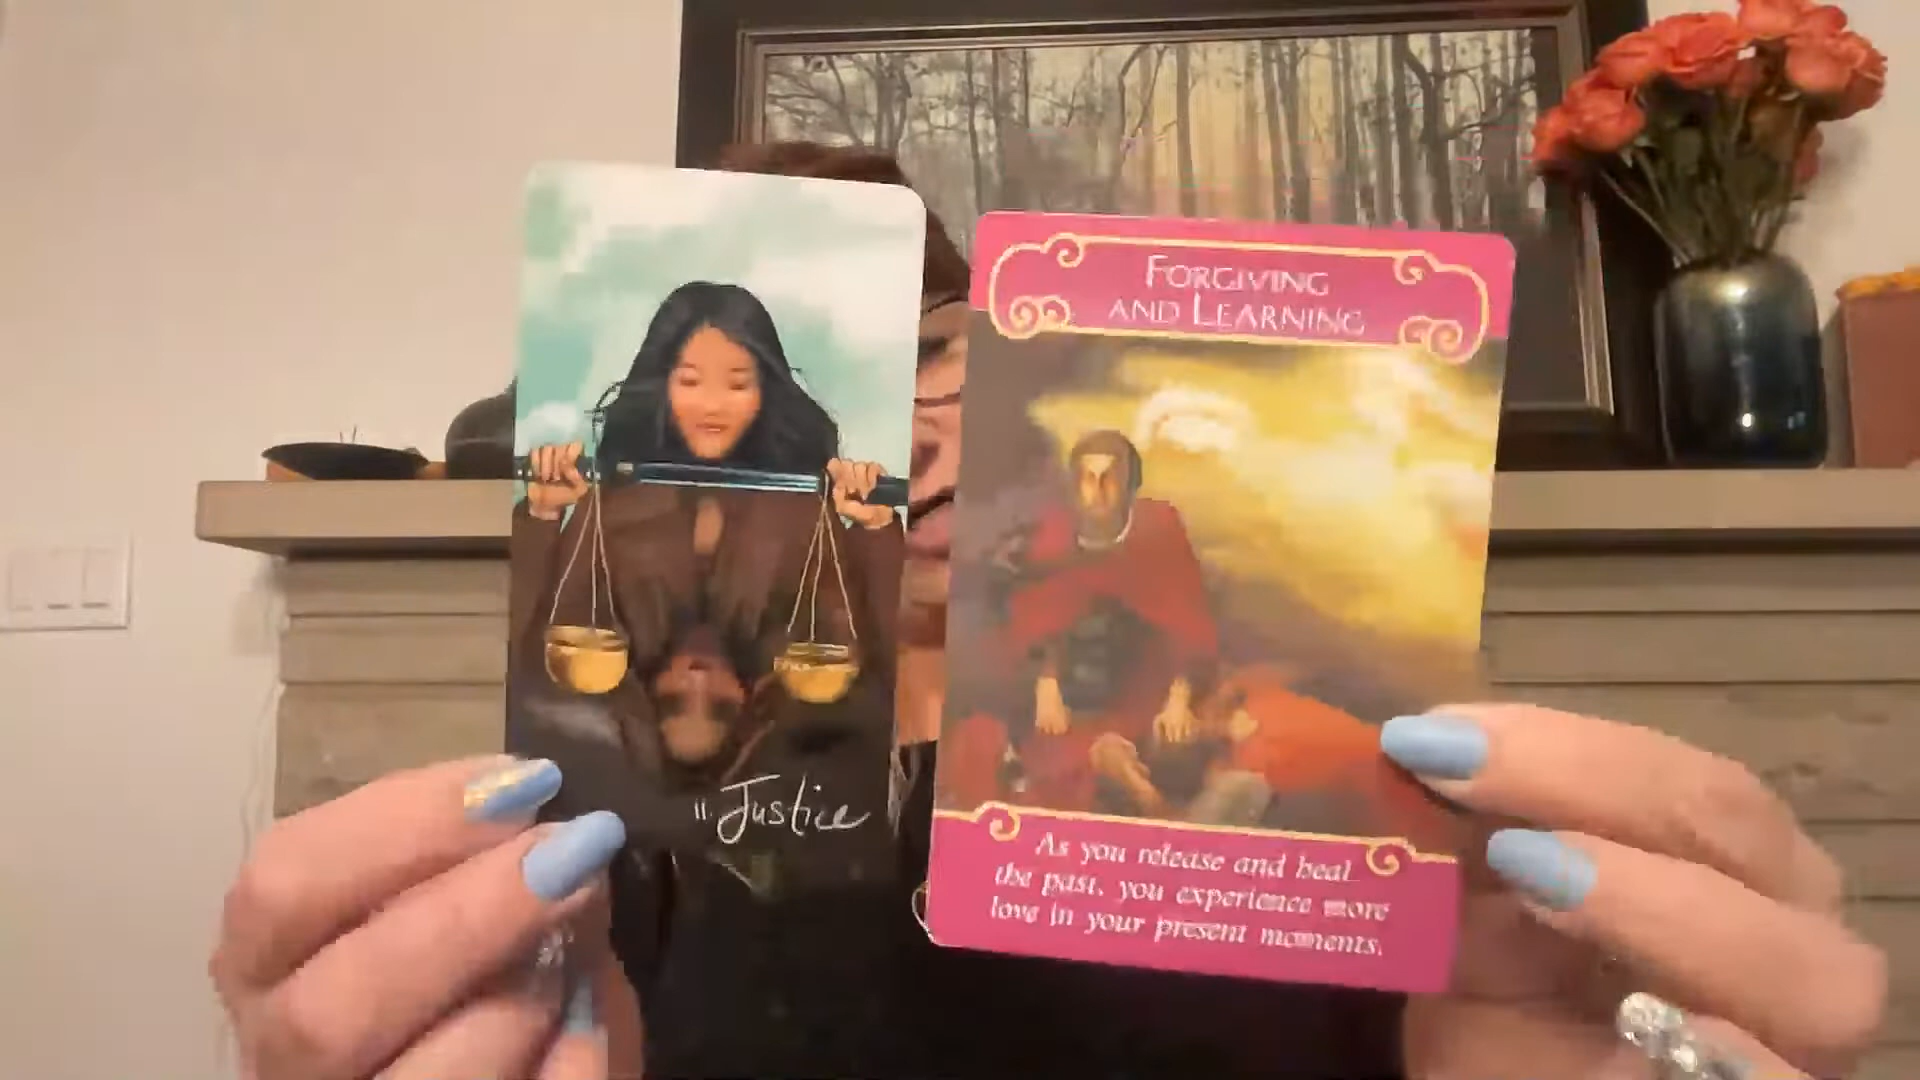 11. Justice
FORGIVING
AND LEARNING
As you release and heal
the past, you experience more
love in your present moments.